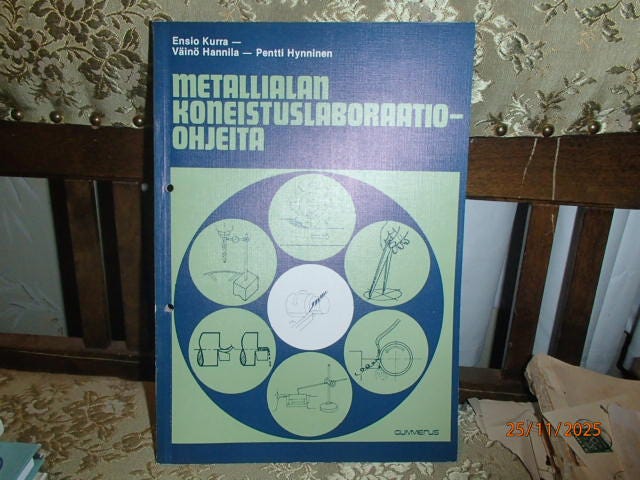 Ensio Kurra —
Väinö Hannila — Pentti Hynninen
METALLIALAN
KONEISTUSLABORAATIO-
OHJEITA
GUMMERUS
25/11/2025